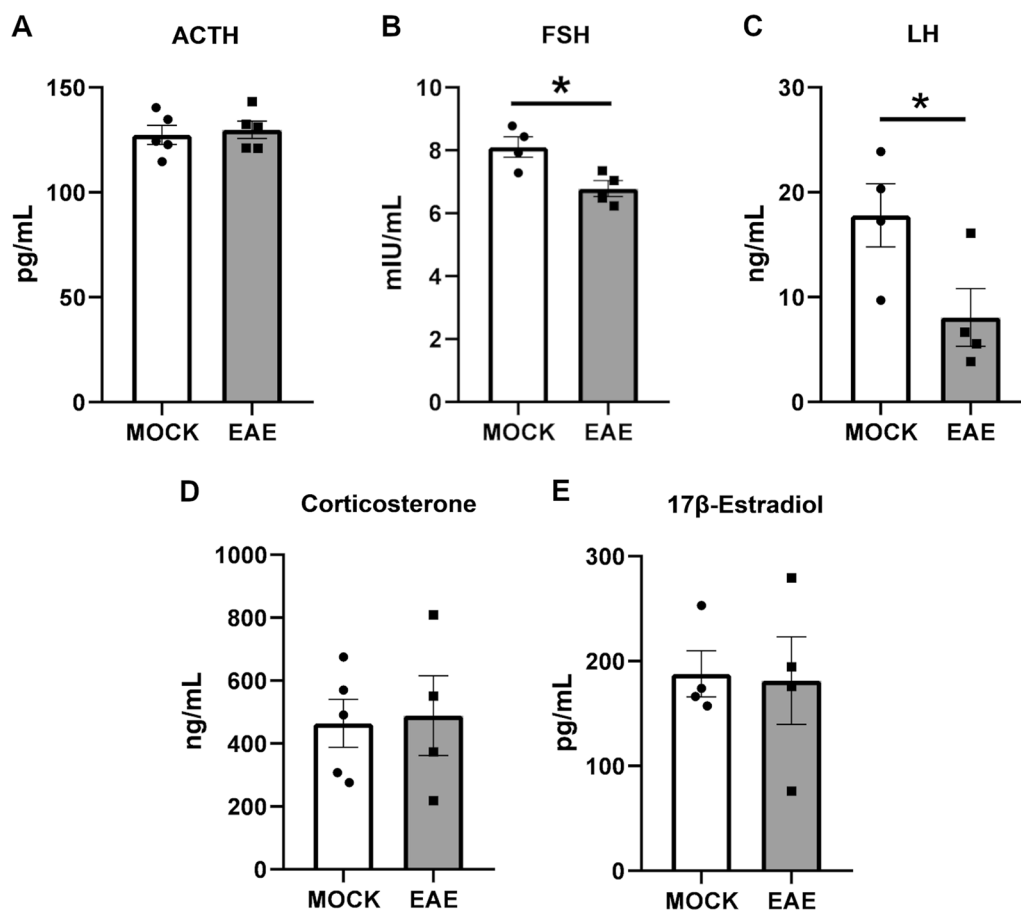 A
ACTH
150
100
50
0
pg/mL
MOCK
EAE
B
FSH
*
10
8
6
4
2
0
mIU/mL
MOCK
EAE
C
LH
*
30
20
10
0
ng/mL
MOCK
EAE
D
Corticosterone
1000
800
600
400
200
0
ng/mL
MOCK
EAE
E
17β-Estradiol
300
200
100
0
pg/mL
MOCK
EAE